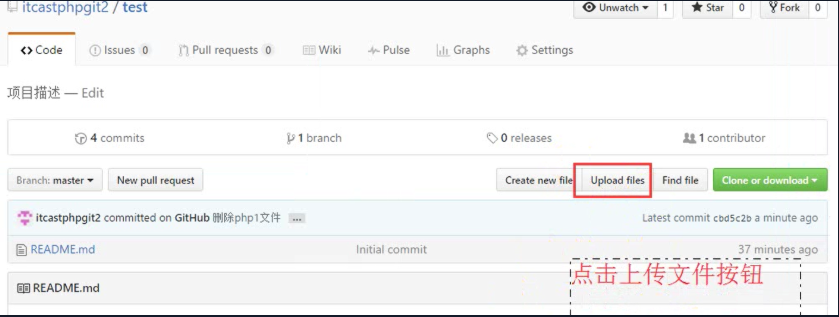 itcastphpgit2 / test
Unwatch 1 Star 0 Fork 0
Code Issues 0 Pull requests 0 Wiki Pulse Graphs Settings
项目描述 — Edit
4 commits 1 branch 0 releases 1 contributor
Branch: master New pull request Create new file Upload files Find file Clone or download
itcastphpgit2 committed on GitHub 删除php1文件 ... Latest commit cbd5c2b a minute ago
README.md Initial commit 37 minutes ago
点击上传文件按钮
README.md